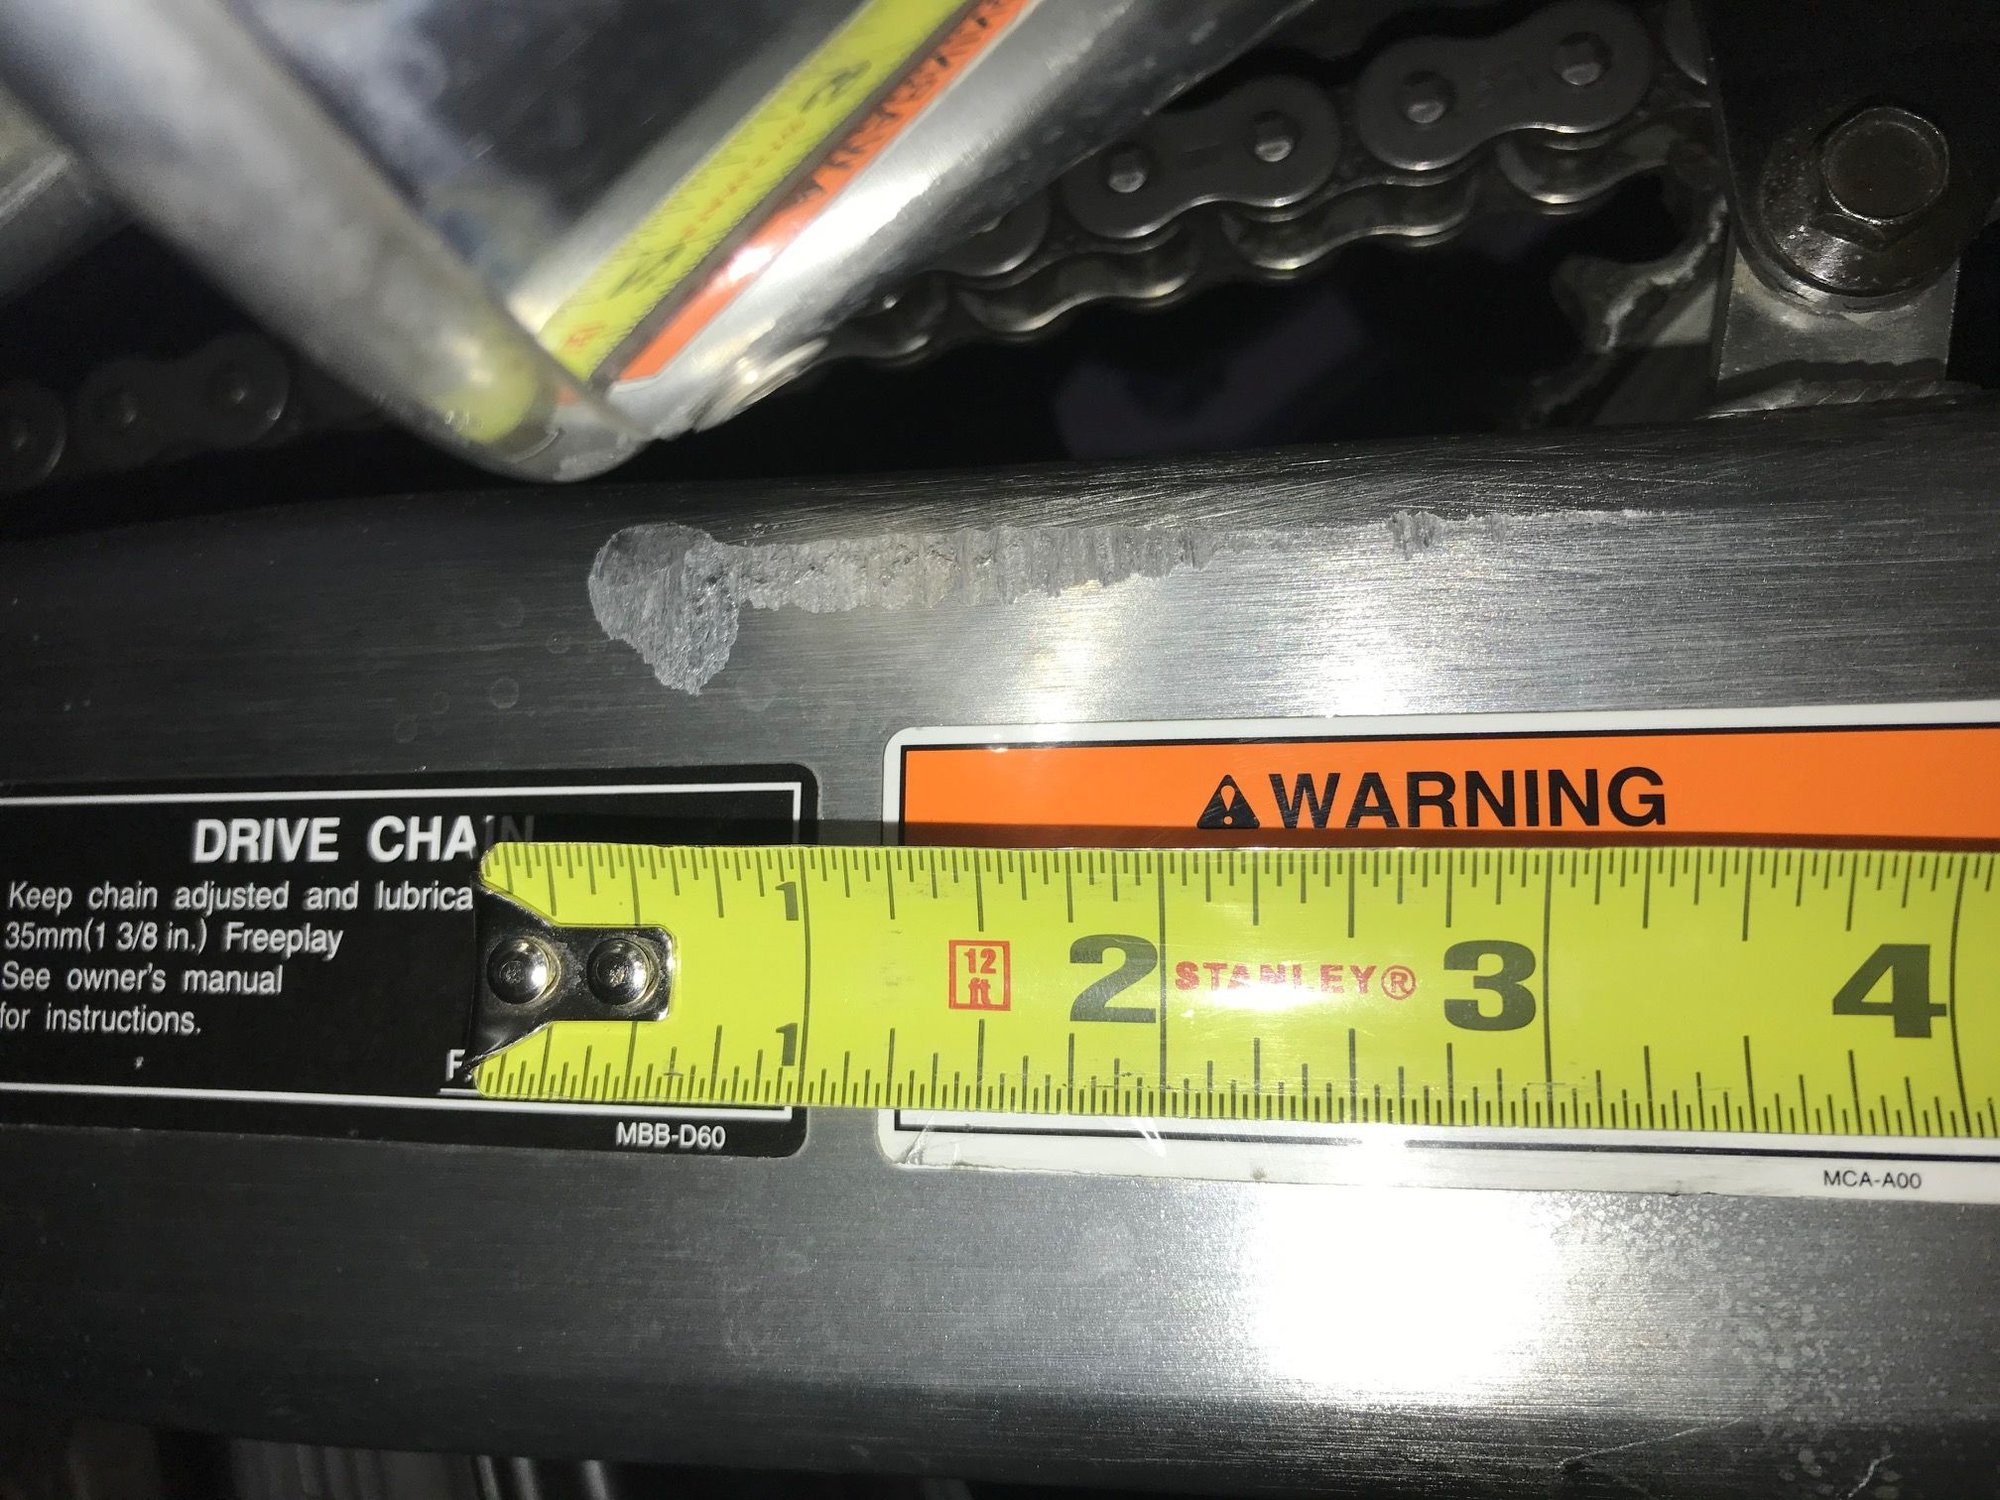 DRIVE CHAIN
Keep chain adjusted and lubrica
35mm(1 3/8 in.) Freeplay
See owner's manual
for instructions.
MBB-D60
⚠WARNING
1
12
ft
2
STANLEY®
3
4
1
MCA-A00